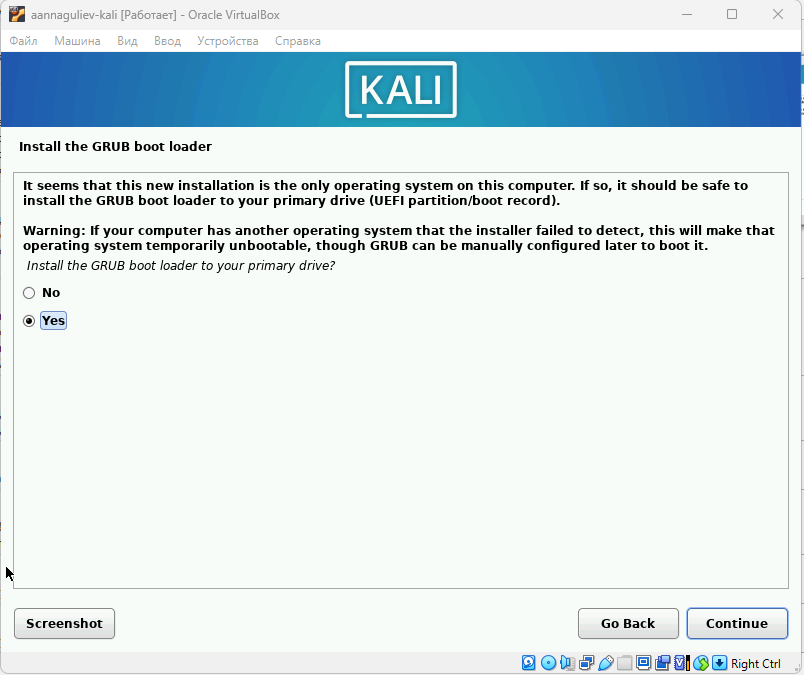 aannaguliev-kali [Работает] - Oracle VirtualBox
Файл Машина Вид Ввод Устройства Справка
KALI
Install the GRUB boot loader
It seems that this new installation is the only operating system on this computer. If so, it should be safe to
install the GRUB boot loader to your primary drive (UEFI partition/boot record).
Warning: If your computer has another operating system that the installer failed to detect, this will make that
operating system temporarily unbootable, though GRUB can be manually configured later to boot it.
Install the GRUB boot loader to your primary drive?
No
Yes
Screenshot Go Back Continue
Right Ctrl